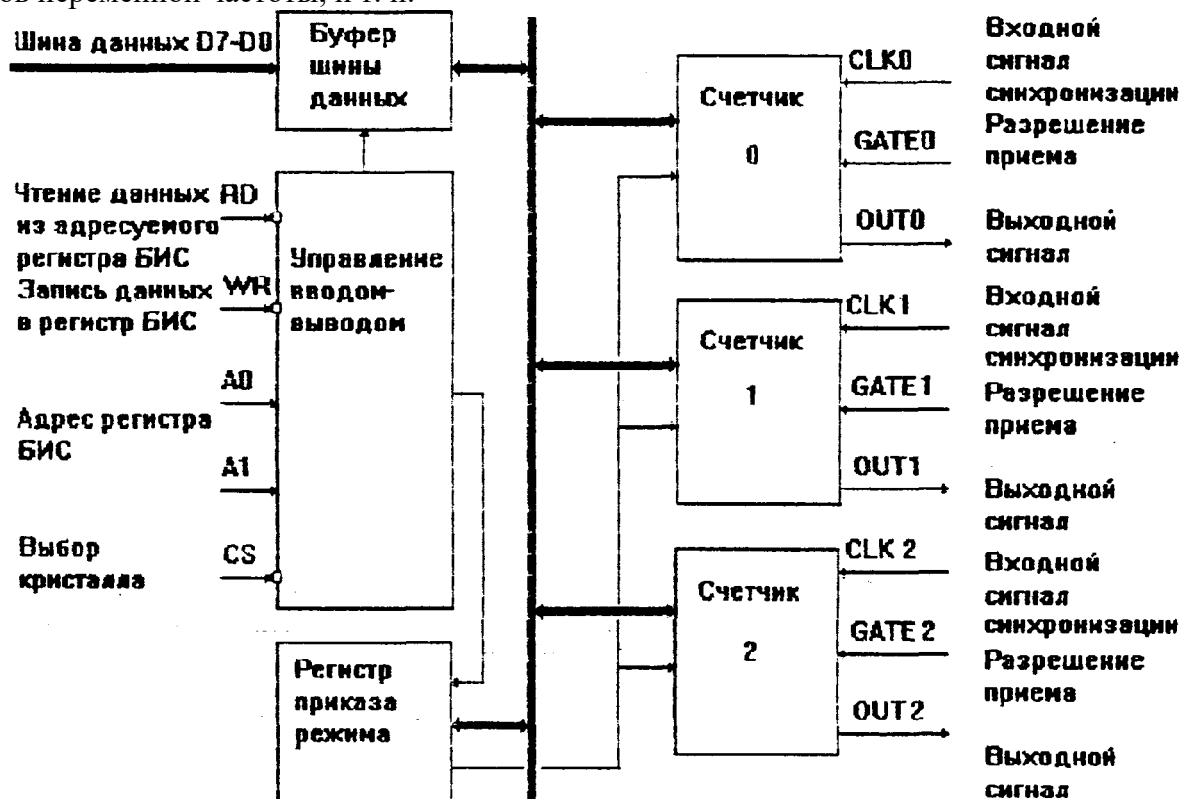 Шина данных D7-D0
Буфер
шины
данных
Чтение данных RD
из адресуемого
регистра БИС
Запись данных WR
в регистр БИС
A0
Адрес регистра
БИС
A1
Выбор
кристалла
CS
Управление
вводом-
выводом
Регистр
приказа
режима
Счетчик
0
CLK0
GATE0
OUT0
Входной
сигнал
синхронизации
Разрешение
приема
Выходной
сигнал
Счетчик
1
CLK1
GATE1
OUT1
Входной
сигнал
синхронизации
Разрешение
приема
Выходной
сигнал
Счетчик
2
CLK 2
GATE 2
OUT2
Входной
сигнал
синхронизации
Разрешение
приема
Выходной
сигнал